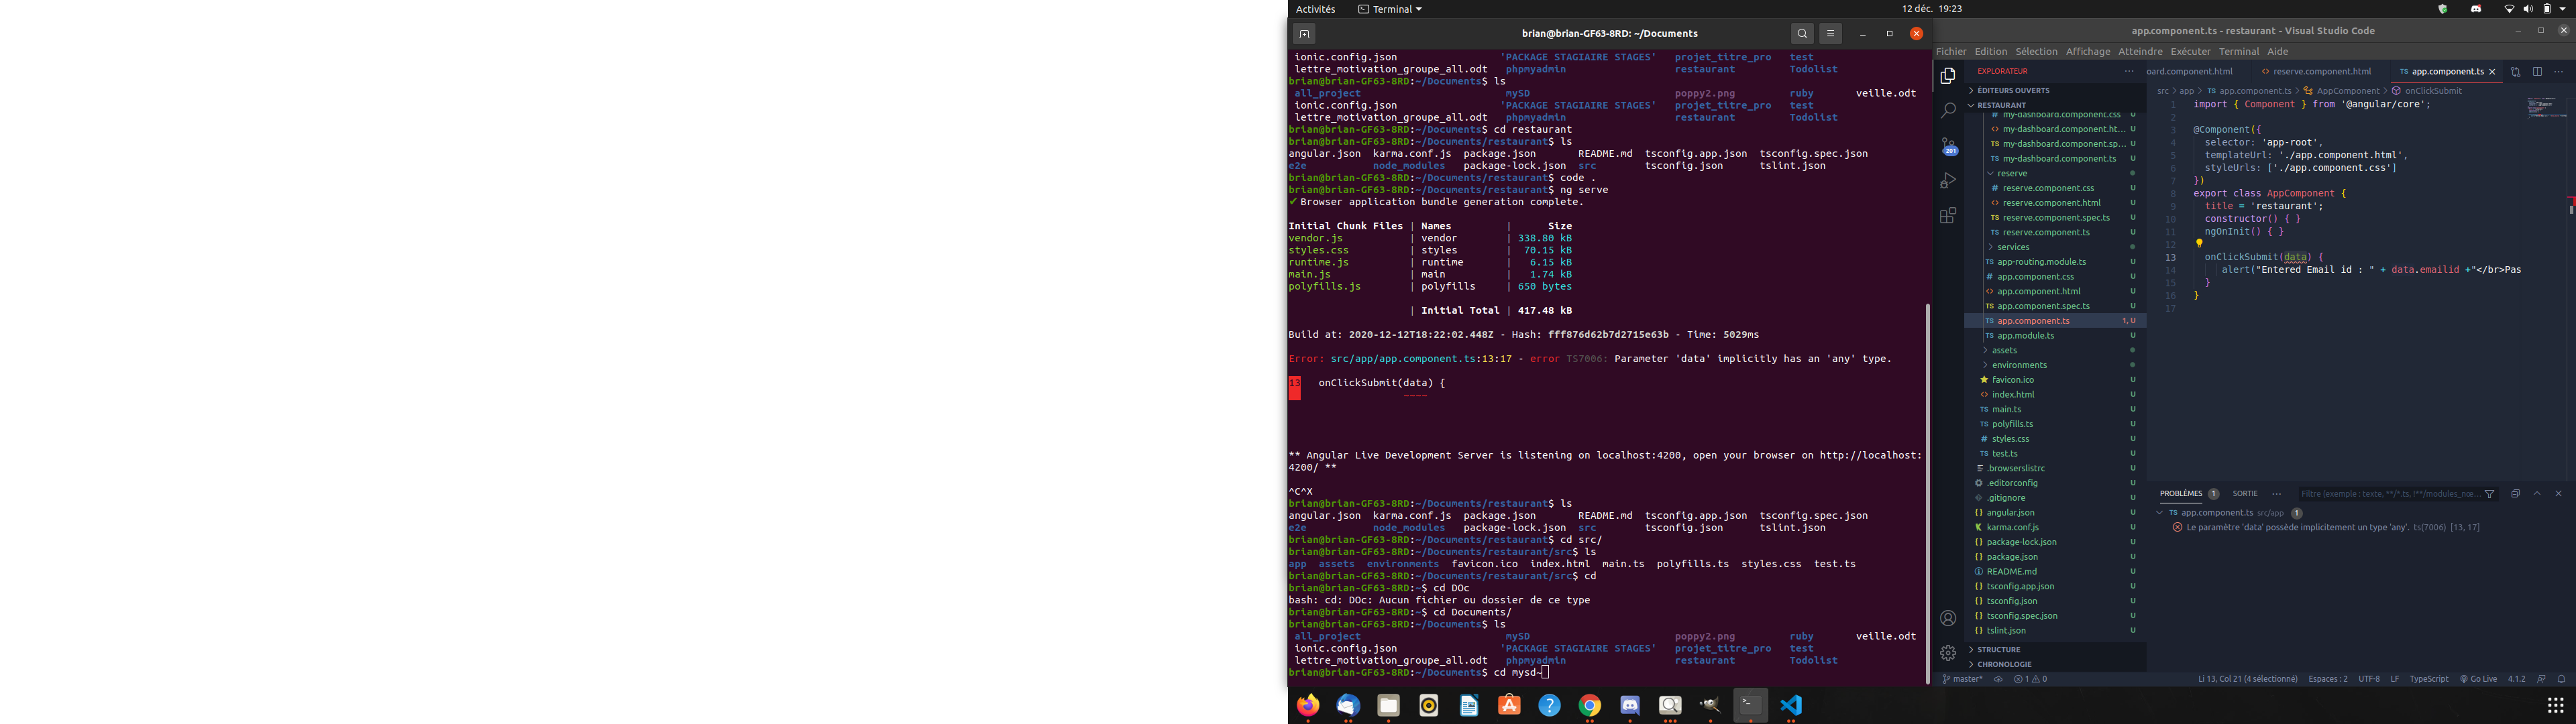 Activités
Terminal
12 déc. 19:23
brian@brian-GF63-8RD: ~/Documents
ionic.config.json 'PACKAGE STAGIAIRE STAGES' projet_titre_pro test
lettre_motivation_groupe_all.odt phpmyadmin restaurant Todolist
brian@brian-GF63-8RD:~/Documents$ ls
all_project mySD poppy2.png ruby veille.odt
ionic.config.json 'PACKAGE STAGIAIRE STAGES' projet_titre_pro test
lettre_motivation_groupe_all.odt phpmyadmin restaurant Todolist
brian@brian-GF63-8RD:~/Documents$ cd restaurant
brian@brian-GF63-8RD:~/Documents/restaurant$ ls
angular.json karma.conf.js package.json README.md tsconfig.app.json tsconfig.spec.json
e2e node_modules package-lock.json src tsconfig.json tslint.json
brian@brian-GF63-8RD:~/Documents/restaurant$ code .
brian@brian-GF63-8RD:~/Documents/restaurant$ ng serve
✔ Browser application bundle generation complete.
Initial Chunk Files | Names | Size
vendor.js | vendor | 338.80 kB
styles.css | styles | 70.15 kB
runtime.js | runtime | 6.15 kB
main.js | main | 1.74 kB
polyfills.js | polyfills | 650 bytes
| Initial Total | 417.48 kB
Build at: 2020-12-12T18:22:02.448Z - Hash: fff876d62b7d2715e63b - Time: 5029ms
Error: src/app/app.component.ts:13:17 - error TS7006: Parameter 'data' implicitly has an 'any' type.
13 onClickSubmit(data) {
~~~~
** Angular Live Development Server is listening on localhost:4200, open your browser on http://localhost:
4200/ **
^C^X
brian@brian-GF63-8RD:~/Documents/restaurant$ ls
angular.json karma.conf.js package.json README.md tsconfig.app.json tsconfig.spec.json
e2e node_modules package-lock.json src tsconfig.json tslint.json
brian@brian-GF63-8RD:~/Documents/restaurant$ cd src/
brian@brian-GF63-8RD:~/Documents/restaurant/src$ ls
app assets environments favicon.ico index.html main.ts polyfills.ts styles.css test.ts
brian@brian-GF63-8RD:~/Documents/restaurant/src$ cd
brian@brian-GF63-8RD:~$ cd DOc
bash: cd: DOc: Aucun fichier ou dossier de ce type
brian@brian-GF63-8RD:~$ cd Documents/
brian@brian-GF63-8RD:~/Documents$ ls
all_project mySD poppy2.png ruby veille.odt
ionic.config.json 'PACKAGE STAGIAIRE STAGES' projet_titre_pro test
lettre_motivation_groupe_all.odt phpmyadmin restaurant Todolist
brian@brian-GF63-8RD:~/Documents$ cd mysd~
app.component.ts - restaurant - Visual Studio Code
Fichier Edition Sélection Affichage Atteindre Exécuter Terminal Aide
201
EXPLORATEUR ···
ÉDITEURS OUVERTS
RESTAURANT
my-dashboard.component.css U
my-dashboard.component.ht... U
my-dashboard.component.sp... U
my-dashboard.component.ts U
reserve
reserve.component.css U
reserve.component.html U
reserve.component.spec.ts U
reserve.component.ts U
services
app-routing.module.ts U
app.component.css U
app.component.html U
app.component.spec.ts U
app.component.ts 1, U
app.module.ts U
assets
environments
favicon.ico U
index.html U
main.ts U
polyfills.ts U
styles.css U
test.ts U
.browserslistrc U
.editorconfig U
.gitignore U
angular.json U
karma.conf.js U
package-lock.json U
package.json U
README.md U
tsconfig.app.json U
tsconfig.json U
tsconfig.spec.json U
tslint.json U
STRUCTURE
CHRONOLOGIE
oard.component.html reserve.component.html app.component.ts
src > app > app.component.ts > AppComponent > onClickSubmit
1 import { Component } from '@angular/core';
2
3 @Component({
4 selector: 'app-root',
5 templateUrl: './app.component.html',
6 styleUrls: ['./app.component.css']
7 })
8 export class AppComponent {
9 title = 'restaurant';
10 constructor() { }
11 ngOnInit() { }
12
13 onClickSubmit(data) {
14 alert("Entered Email id : " + data.emailid +"</br>Pas
15 }
16 }
17
PROBLÈMES 1 SORTIE ··· Filtre (exemple : texte, **/*.ts, !**/modules_nœ...
app.component.ts src/app 1
Le paramètre 'data' possède implicitement un type 'any'. ts(7006) [13, 17]
master* 1 0 Li 13, Col 21 (4 sélectionné) Espaces : 2 UTF-8 LF TypeScript Go Live 4.1.2